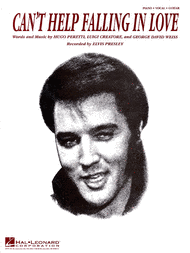 PIANO • VOCAL • GUITAR
CAN'T HELP FALLING IN LOVE
Words and Music by HUGO PERETTI, LUIGI CREATORE, and GEORGE DAVID WEISS
Recorded by ELVIS PRESLEY
HAL•LEONARD
CORPORATION